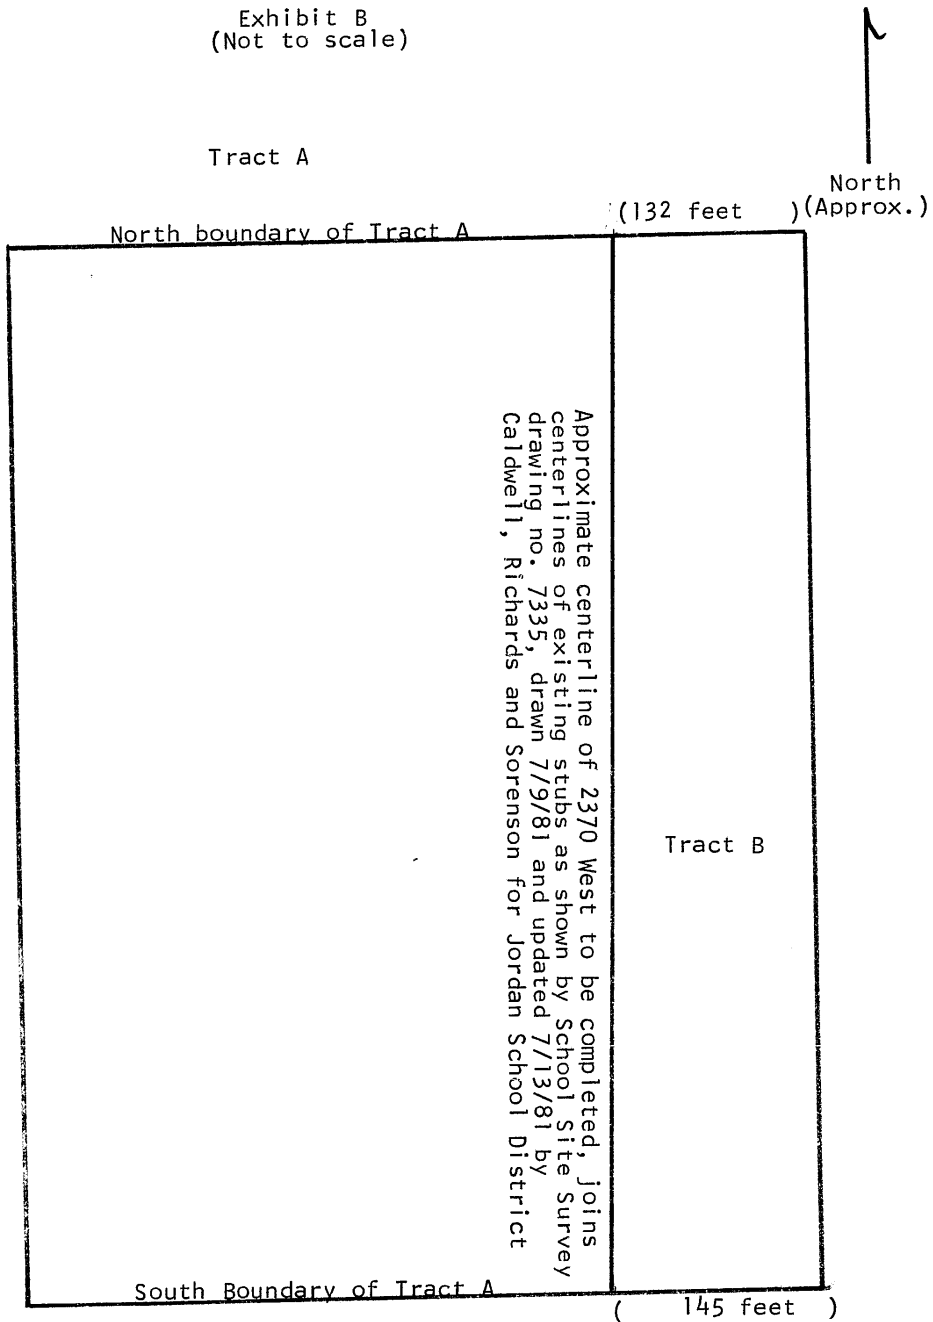 Exhibit B
(Not to scale)
Tract A
North
(Approx.)
(132 feet )
North boundary of Tract A
Approximate centerline of 2370 West to be completed, joins
centerlines of existing stubs as shown by School Site Survey
drawing no. 7335, drawn 7/9/81 and updated 7/13/81 by
Caldwell, Richards and Sorenson for Jordan School District
Tract B
South Boundary of Tract A
( 145 feet )